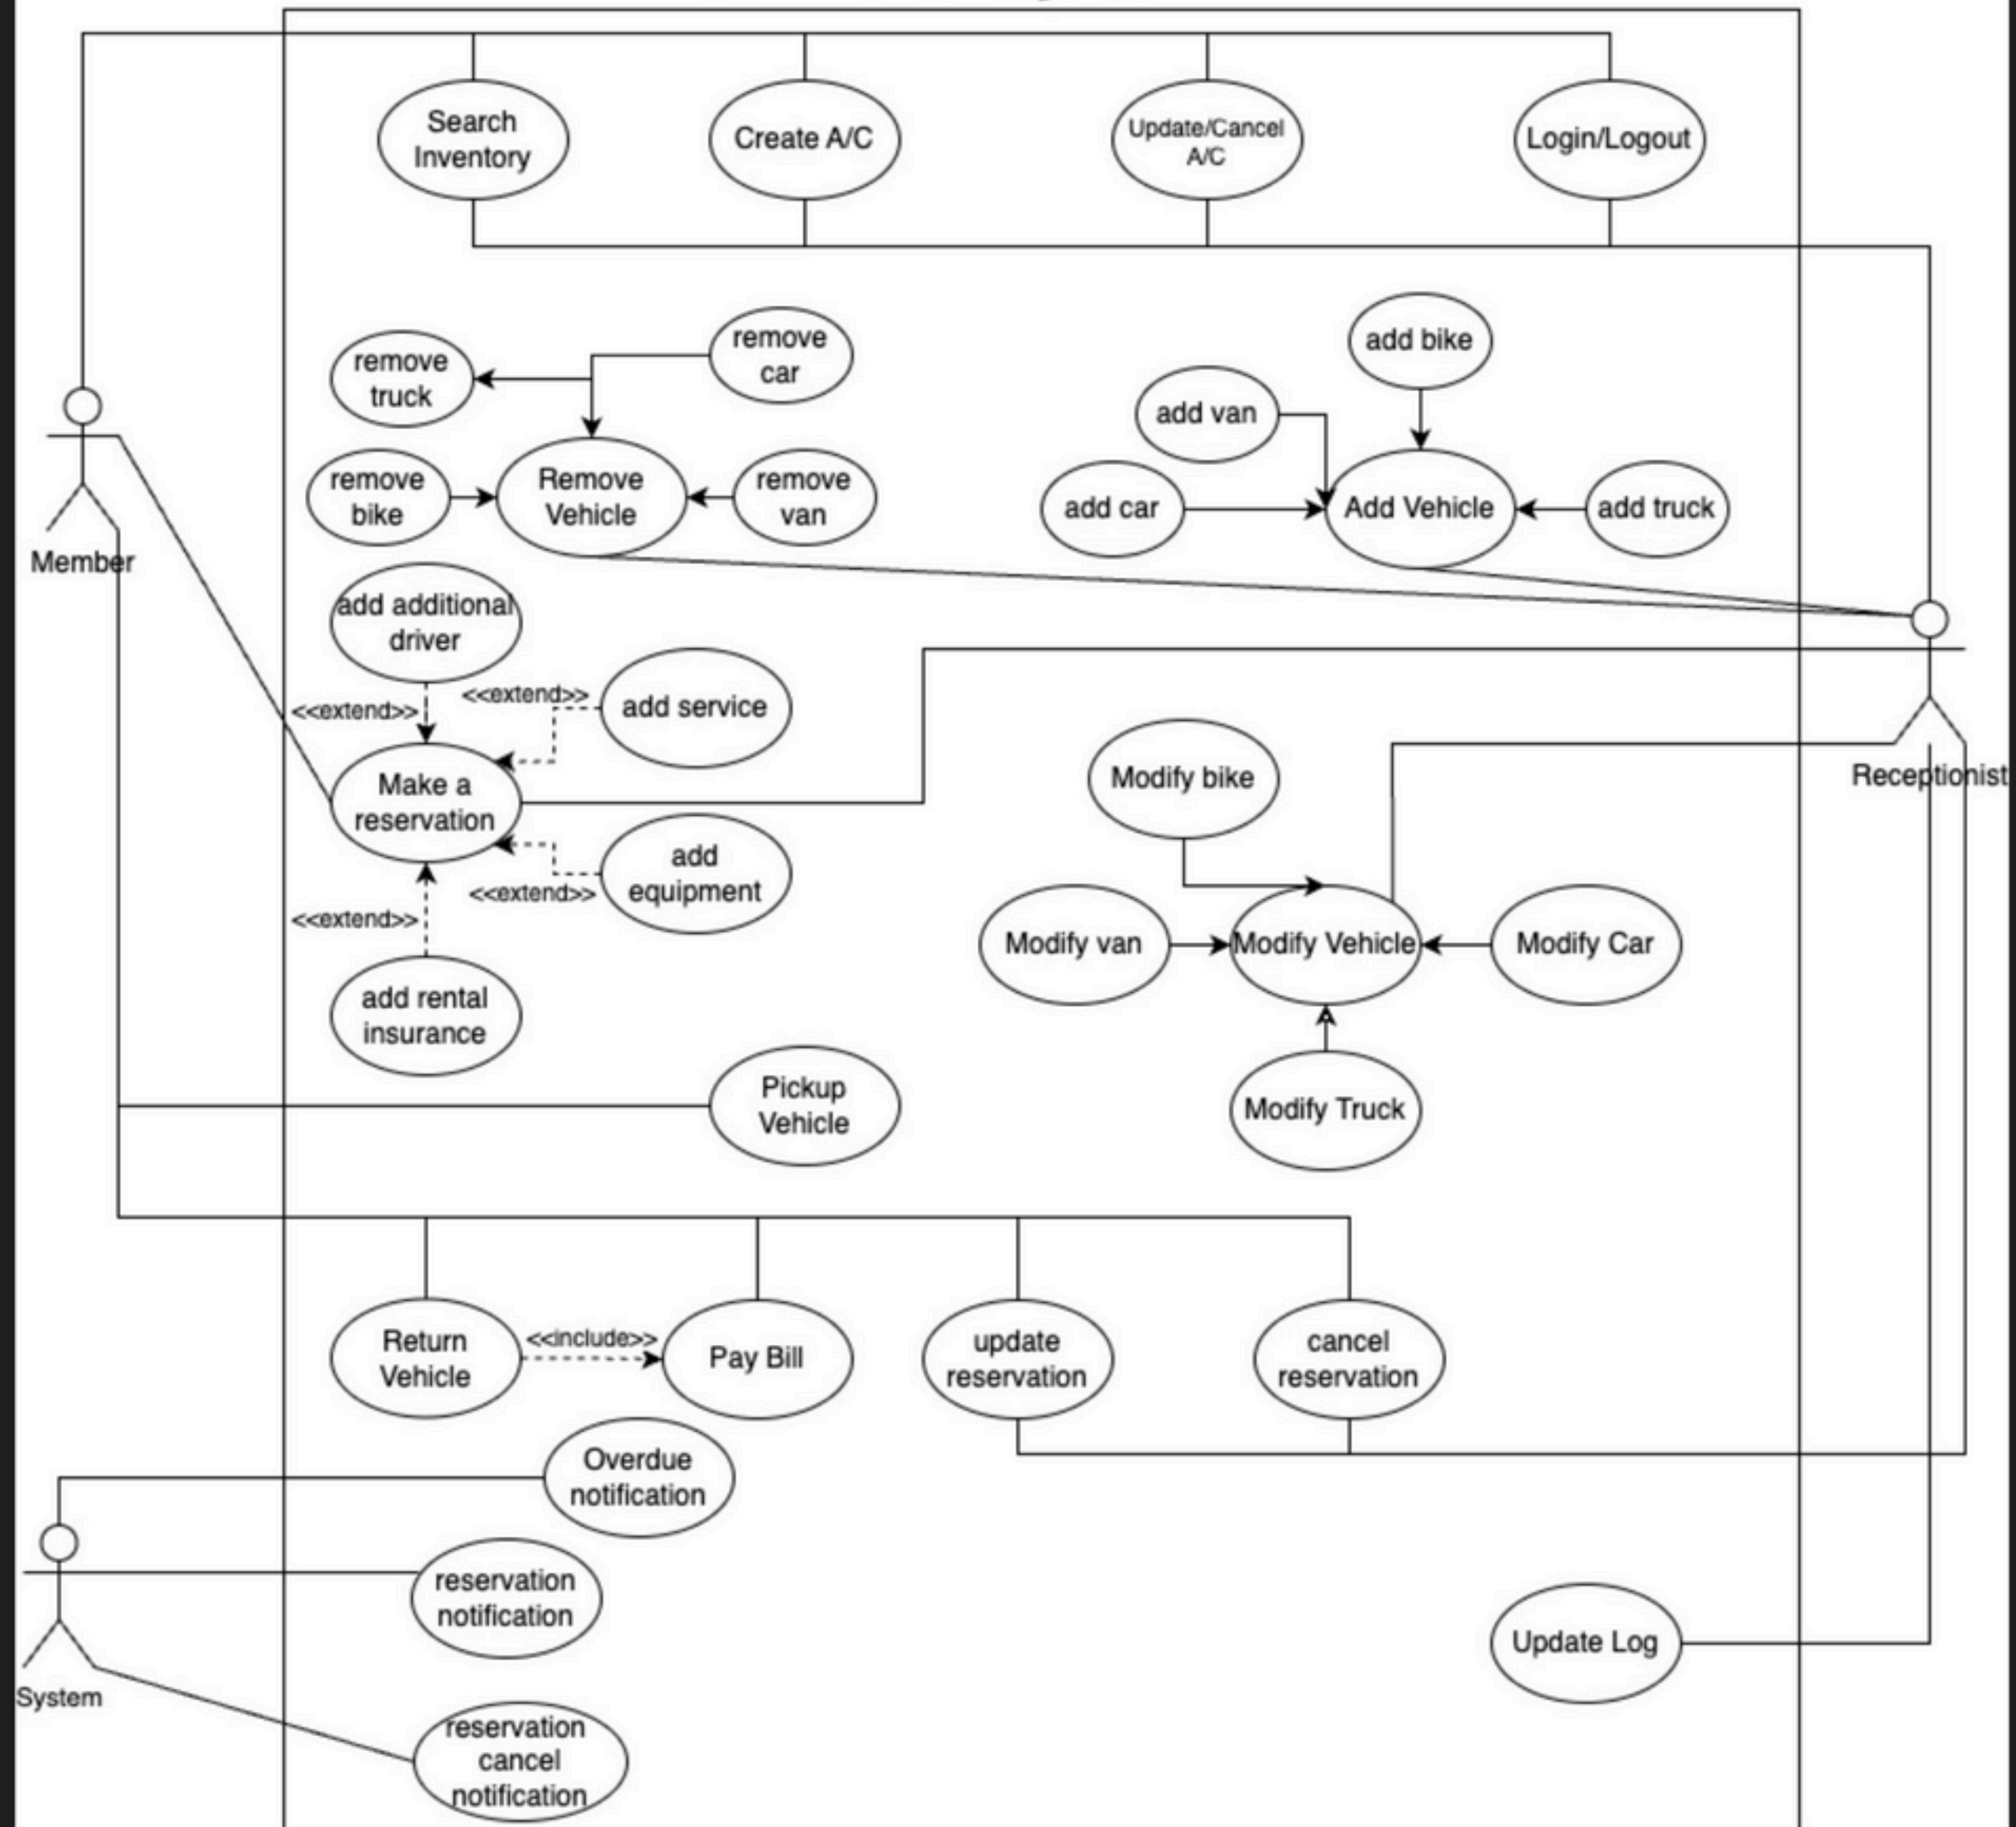 Search
Inventory
Create A/C
Update/Cancel
A/C
Login/Logout
remove
truck
remove
car
add bike
add van
remove
bike
Remove
Vehicle
remove
van
add car
Add Vehicle
add truck
Member
add additional
driver
<<extend>>
<<extend>>
add service
Make a
reservation
Modify bike
Receptionist
add
equipment
<<extend>>
<<extend>>
Modify van
Modify Vehicle
Modify Car
add rental
insurance
Pickup
Vehicle
Modify Truck
Return
Vehicle
<<include>>
Pay Bill
update
reservation
cancel
reservation
Overdue
notification
reservation
notification
Update Log
System
reservation
cancel
notification